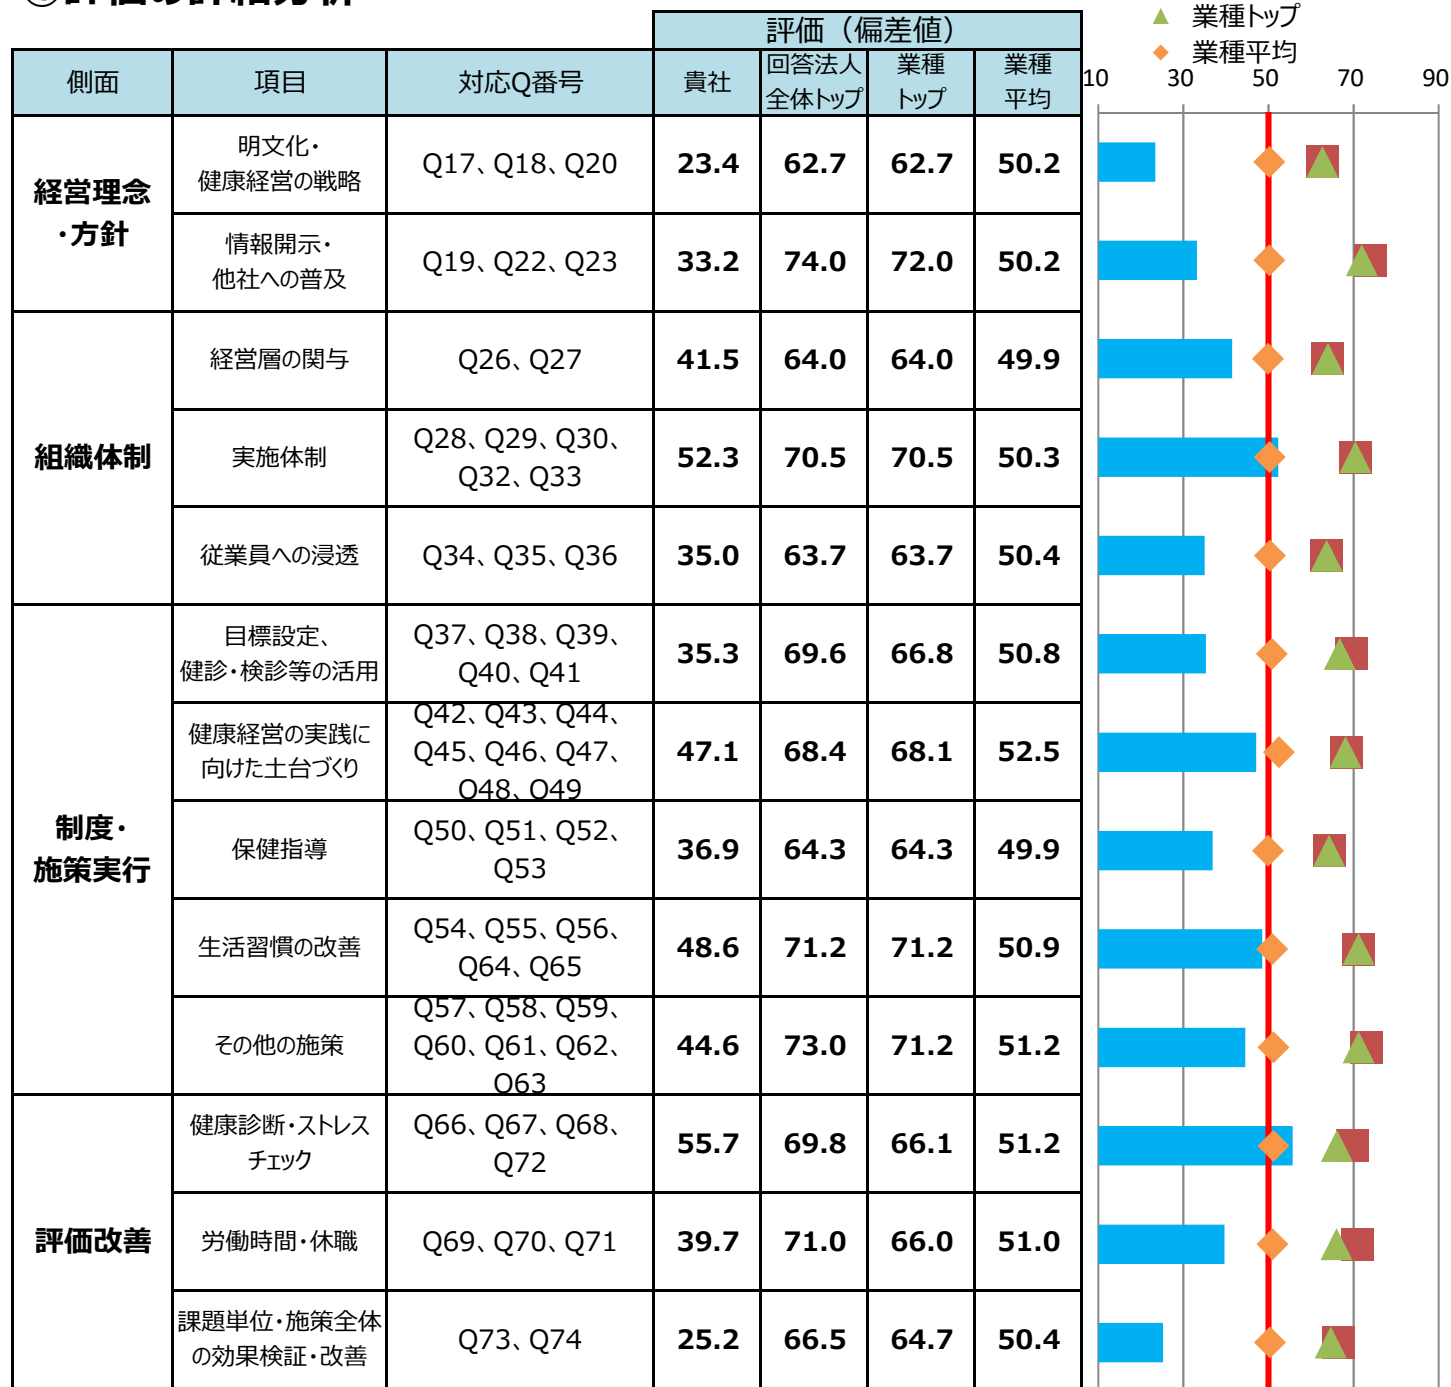 ▲ 業種トップ
◆ 業種平均
10 30 50 70 90
評価（偏差値）
側面 項目 対応Q番号 貴社 回答法人 業種 業種
全体トップ トップ 平均
経営理念
・方針
明文化・
健康経営の戦略
Q17、Q18、Q20 23.4 62.7 62.7 50.2
情報開示・
他社への普及
Q19、Q22、Q23 33.2 74.0 72.0 50.2
組織体制
経営層の関与 Q26、Q27 41.5 64.0 64.0 49.9
実施体制
Q28、Q29、Q30、
Q32、Q33
52.3 70.5 70.5 50.3
従業員への浸透 Q34、Q35、Q36 35.0 63.7 63.7 50.4
制度・
施策実行
目標設定、
健診・検診等の活用
Q37、Q38、Q39、
Q40、Q41
35.3 69.6 66.8 50.8
健康経営の実践に
向けた土台づくり
Q42、Q43、Q44、
Q45、Q46、Q47、
Q48、Q49
47.1 68.4 68.1 52.5
保健指導
Q50、Q51、Q52、
Q53
36.9 64.3 64.3 49.9
生活習慣の改善
Q54、Q55、Q56、
Q64、Q65
48.6 71.2 71.2 50.9
その他の施策
Q57、Q58、Q59、
Q60、Q61、Q62、
Q63
44.6 73.0 71.2 51.2
評価改善
健康診断・ストレス
チェック
Q66、Q67、Q68、
Q72
55.7 69.8 66.1 51.2
労働時間・休職 Q69、Q70、Q71 39.7 71.0 66.0 51.0
課題単位・施策全体
の効果検証・改善
Q73、Q74 25.2 66.5 64.7 50.4